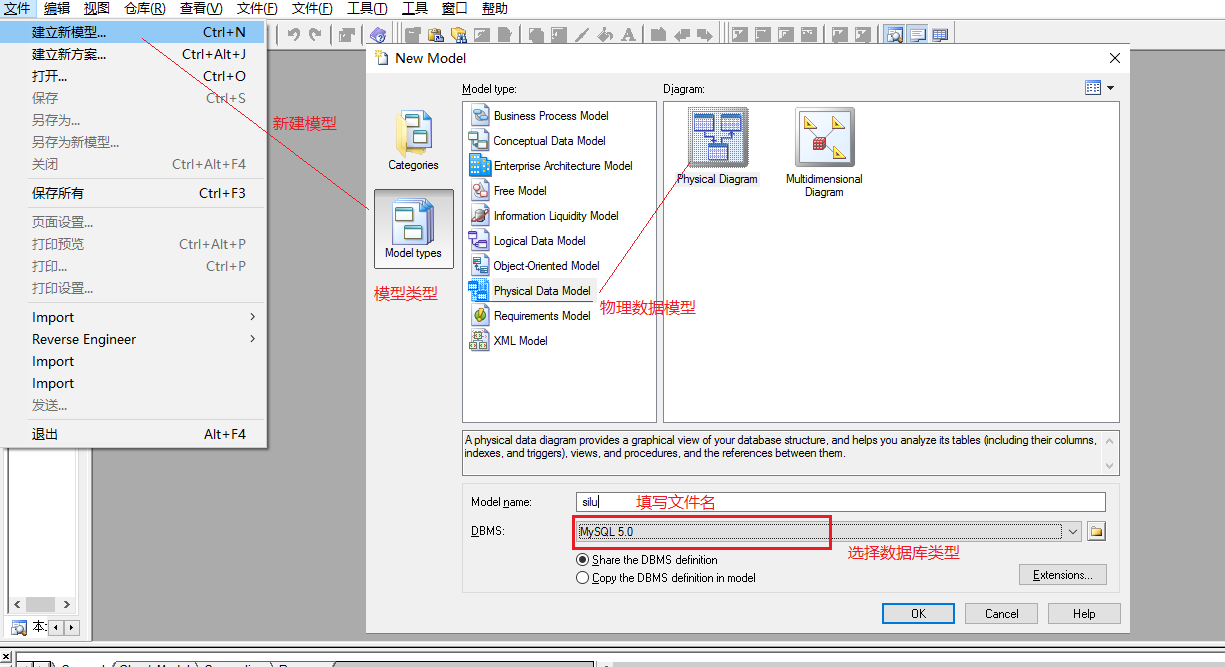 文件 编辑 视图 仓库(R) 查看(V) 文件(F) 文件(F) 工具(T) 工具 窗口 帮助
建立新模型... Ctrl+N
建立新方案... Ctrl+Alt+J
打开... Ctrl+O
保存 Ctrl+S
另存为...
另存为新模型...
关闭 Ctrl+Alt+F4
保存所有 Ctrl+F3
页面设置...
打印预览 Ctrl+Alt+P
打印... Ctrl+P
打印设置...
Import
Reverse Engineer
Import
Import
发送...
退出 Alt+F4
新建模型
New Model
Categories
Model types
模型类型
Model type:
Business Process Model
Conceptual Data Model
Enterprise Architecture Model
Free Model
Information Liquidity Model
Logical Data Model
Object-Oriented Model
Physical Data Model
Requirements Model
XML Model
物理数据模型
Diagram:
Physical Diagram
Multidimensional
Diagram
A physical data diagram provides a graphical view of your database structure, and helps you analyze its tables (including their columns,
indexes, and triggers), views, and procedures, and the references between them.
Model name: silu 填写文件名
DBMS: MySQL 5.0
选择数据库类型
Share the DBMS definition
Copy the DBMS definition in model
Extensions...
OK Cancel Help
本: